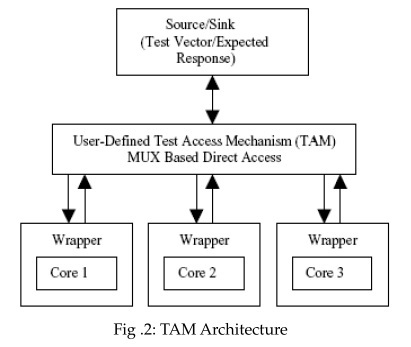 Source/Sink
(Test Vector/Expected
Response)
User-Defined Test Access Mechanism (TAM)
MUX Based Direct Access
Wrapper
Core 1
Wrapper
Core 2
Wrapper
Core 3
Fig .2: TAM Architecture